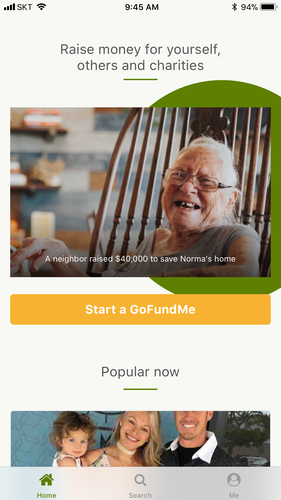 SKT 9:45 AM 94%
Raise money for yourself,
others and charities
A neighbor raised $40,000 to save Norma's home
Start a GoFundMe
Popular now
Home Search Me